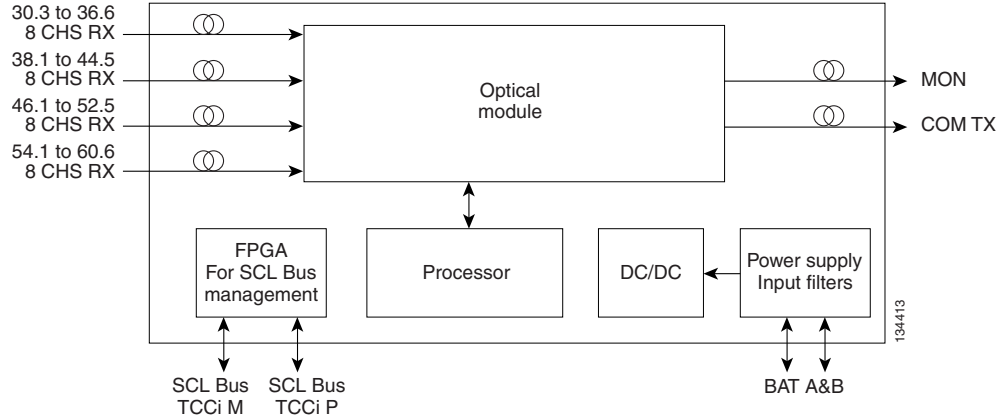 30.3 to 36.6
8 CHS RX
38.1 to 44.5
8 CHS RX
46.1 to 52.5
8 CHS RX
54.1 to 60.6
8 CHS RX
Optical
module
MON
COM TX
FPGA
For SCL Bus
management
Processor
DC/DC
Power supply
Input filters
134413
SCL Bus
TCCi M
SCL Bus
TCCi P
BAT A&B